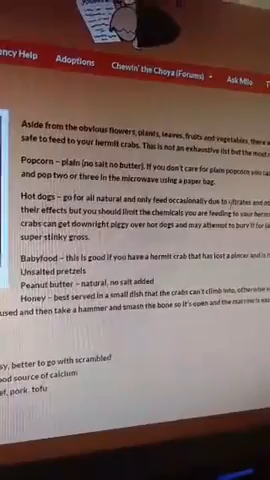 ency Help Adoptions Chewin' the Choya (Forums) Ask Milo
Aside from the obvious flowers, plants, leaves, fruits and vegetables, there
safe to feed to your hermit crabs. This is not an exhaustive list but the most
Popcorn – plain (no salt no butter). If you don't care for plain popcorn you can
and pop two or three in the microwave using a paper bag.
Hot dogs – go for all natural and only feed occasionally due to nitrates and
their effects but you should limit the chemicals you are feeding to your
crabs can get downright piggy over hot dogs and may attempt to bury it for
super stinky gross.
Babyfood – this is good if you have a hermit crab that has lost a pincer and is
Unsalted pretzels
Peanut butter – natural, no salt added
Honey – best served in a small dish that the crabs can't climb into, otherwise
used and then take a hammer and smash the bone so it's open and the marrow is
sy, better to go with scrambled
ood source of calcium
ef, pork, tofu